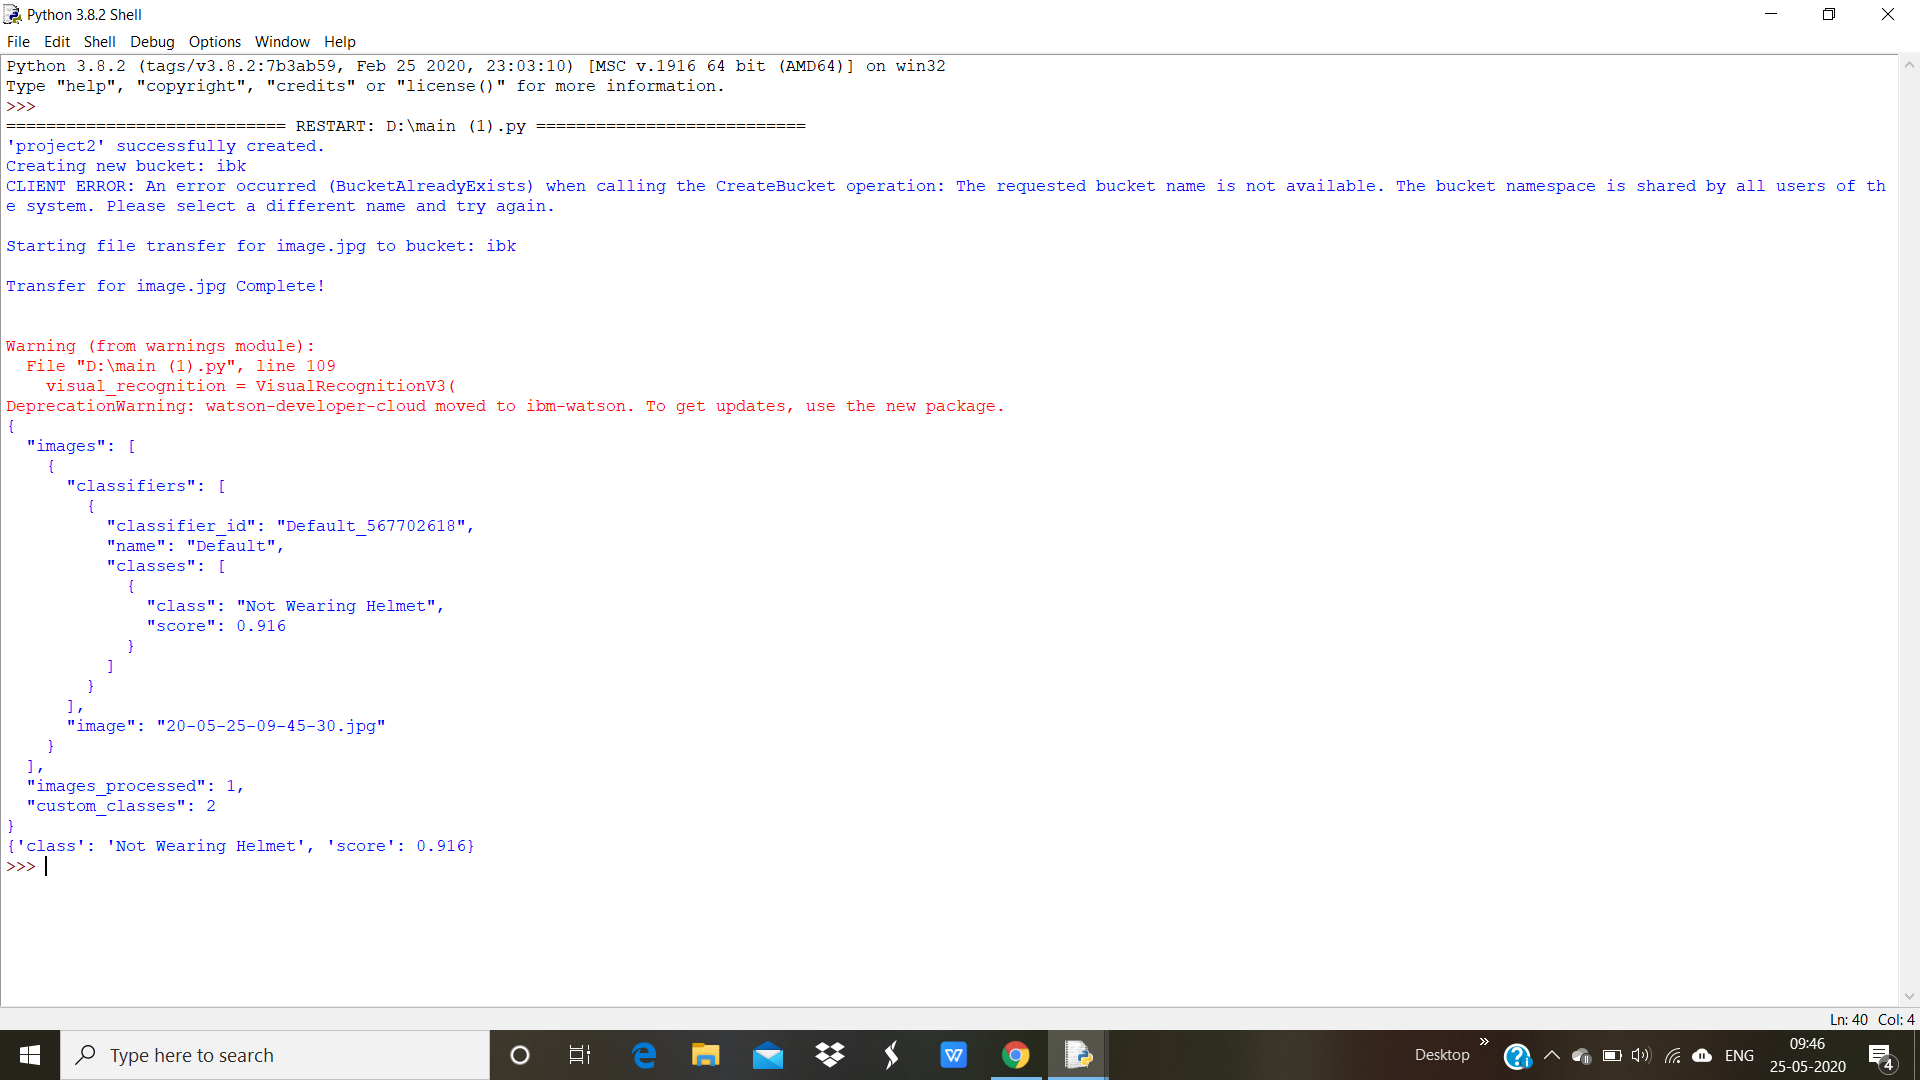 Python 3.8.2 Shell
File Edit Shell Debug Options Window Help
Python 3.8.2 (tags/v3.8.2:7b3ab59, Feb 25 2020, 23:03:10) [MSC v.1916 64 bit (AMD64)] on win32
Type "help", "copyright", "credits" or "license()" for more information.
>>>
============================ RESTART: D:\main (1).py ===========================
'project2' successfully created.
Creating new bucket: ibk
CLIENT ERROR: An error occurred (BucketAlreadyExists) when calling the CreateBucket operation: The requested bucket name is not available. The bucket namespace is shared by all users of th
e system. Please select a different name and try again.
Starting file transfer for image.jpg to bucket: ibk
Transfer for image.jpg Complete!
Warning (from warnings module):
  File "D:\main (1).py", line 109
    visual_recognition = VisualRecognitionV3(
DeprecationWarning: watson-developer-cloud moved to ibm-watson. To get updates, use the new package.
{
  "images": [
    {
      "classifiers": [
        {
          "classifier_id": "Default_567702618",
          "name": "Default",
          "classes": [
            {
              "class": "Not Wearing Helmet",
              "score": 0.916
            }
          ]
        }
      ],
      "image": "20-05-25-09-45-30.jpg"
    }
  ],
  "images_processed": 1,
  "custom_classes": 2
}
{'class': 'Not Wearing Helmet', 'score': 0.916}
>>>
Ln: 40 Col: 4
Type here to search
Desktop
ENG
09:46
25-05-2020
4